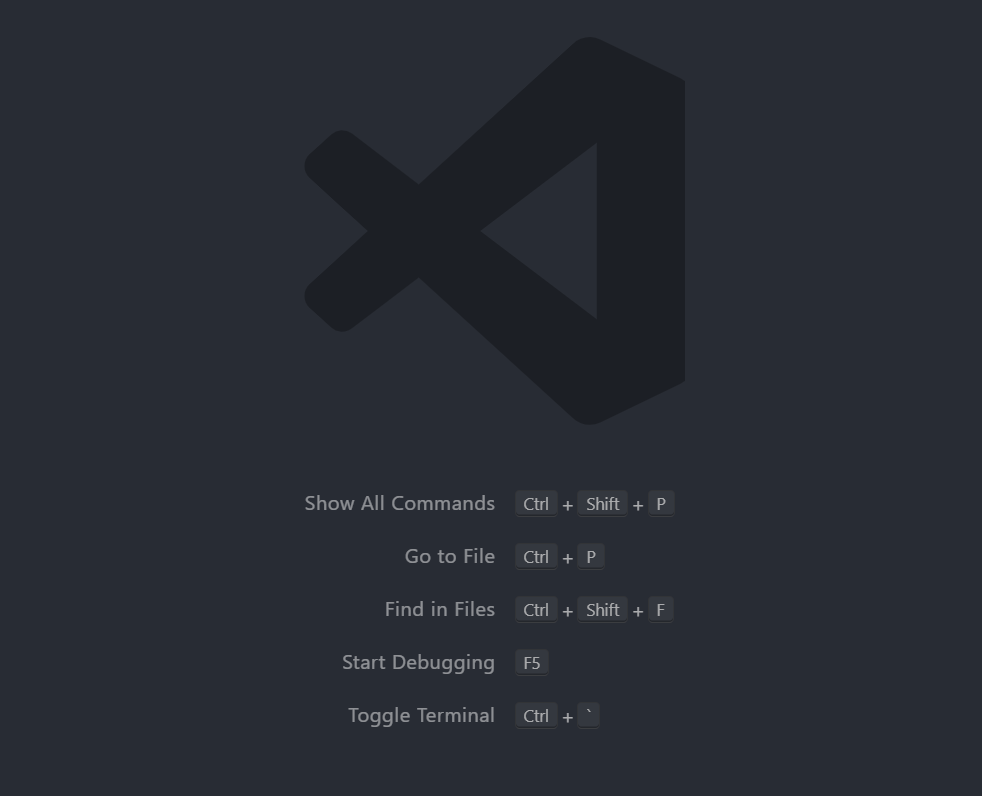 Show All Commands Ctrl + Shift + P
Go to File Ctrl + P
Find in Files Ctrl + Shift + F
Start Debugging F5
Toggle Terminal Ctrl + `